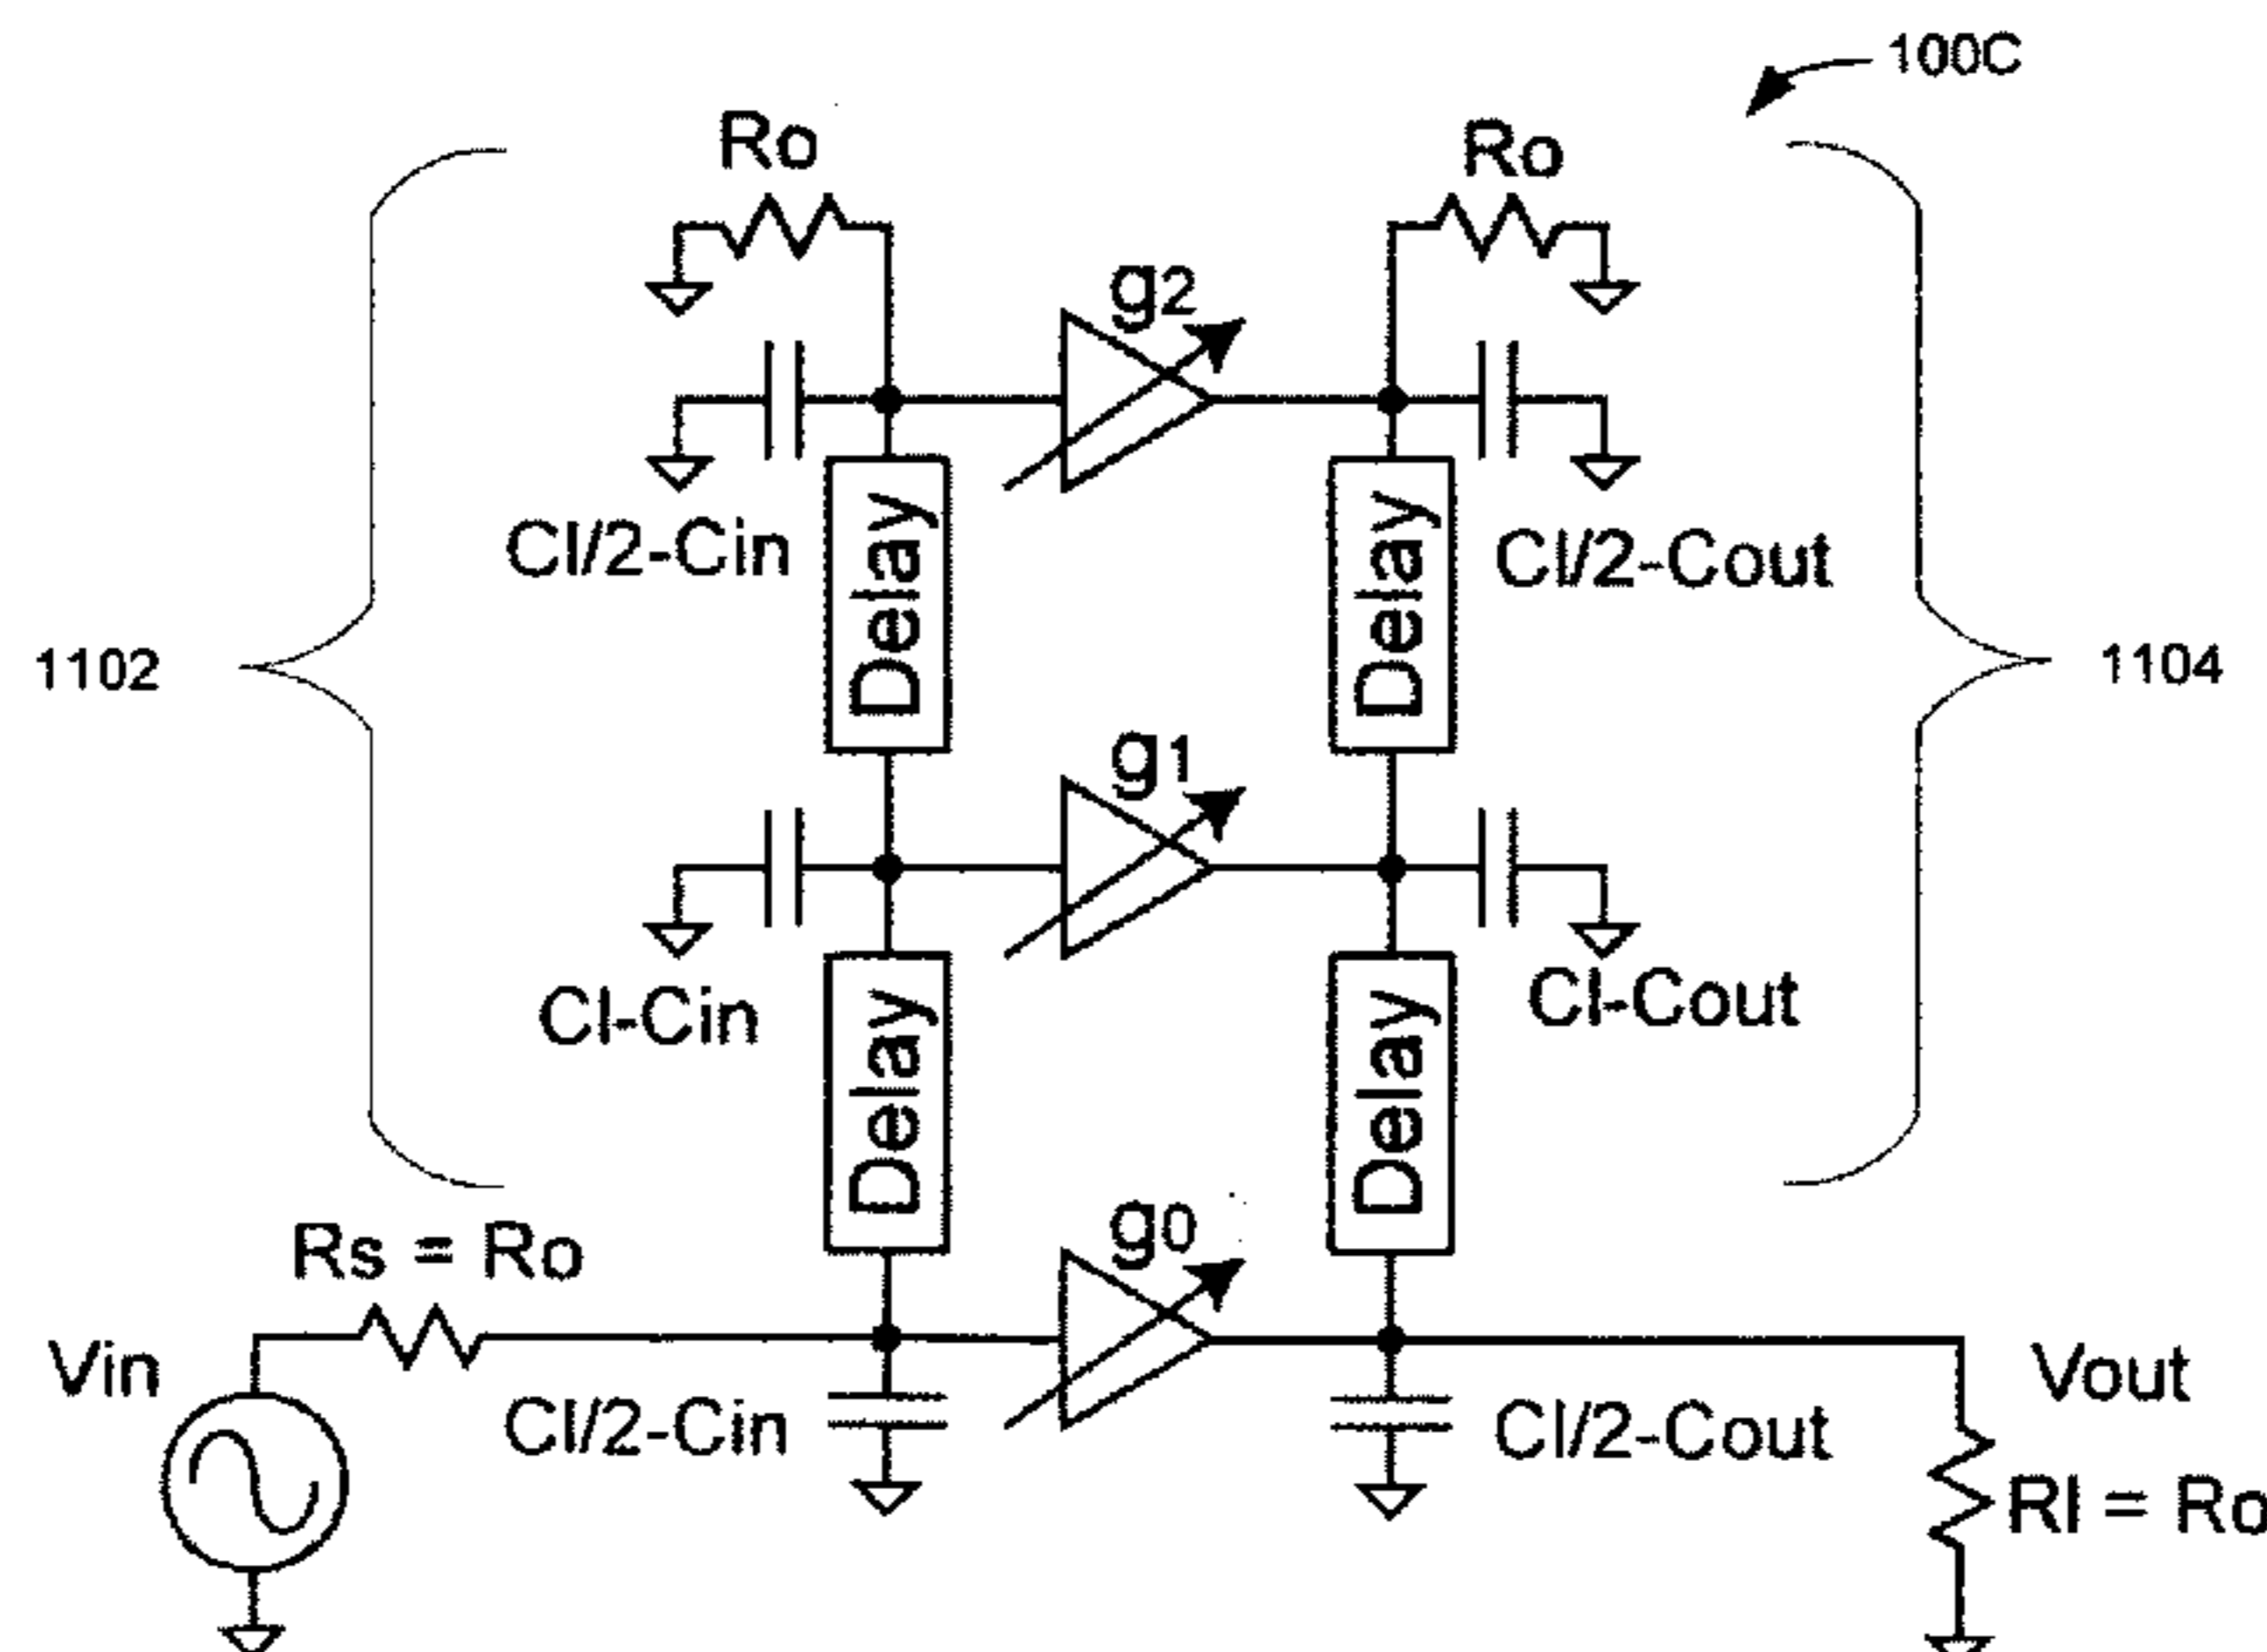 100C
Ro
Ro
g2
Cl/2-Cin
Delay
Delay
Cl/2-Cout
1102
1104
g1
Cl-Cin
Cl-Cout
Delay
Delay
g0
Rs = Ro
Vin
Vout
Cl/2-Cin
Cl/2-Cout
Rl = Ro